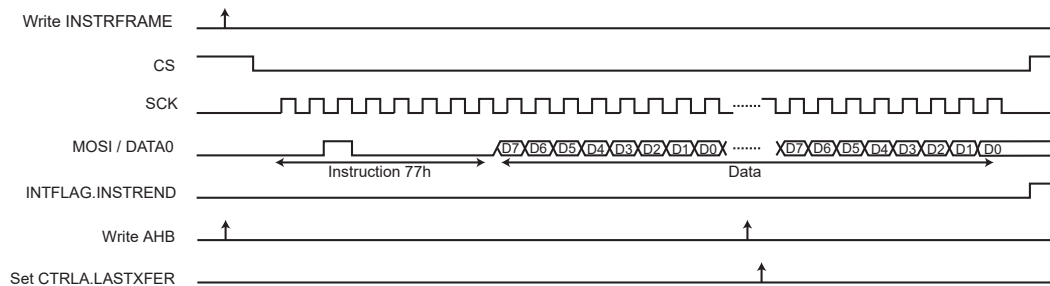 Write INSTRFRAME
CS
SCK
MOSI / DATA0
D7 D6 D5 D4 D3 D2 D1 D0 D7 D6 D5 D4 D3 D2 D1 D0
Instruction 77h
Data
INTFLAG.INSTREND
Write AHB
Set CTRLA.LASTXFER